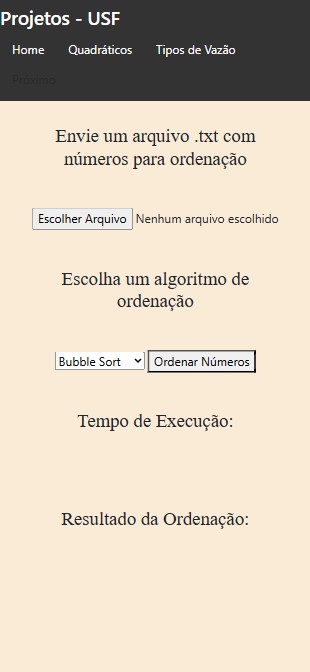 Projetos - USF
Home Quadráticos Tipos de Vazão
Próximo
Envie um arquivo .txt com
números para ordenação
Escolher Arquivo Nenhum arquivo escolhido
Escolha um algoritmo de
ordenação
Bubble Sort Ordenar Números
Tempo de Execução:
Resultado da Ordenação: